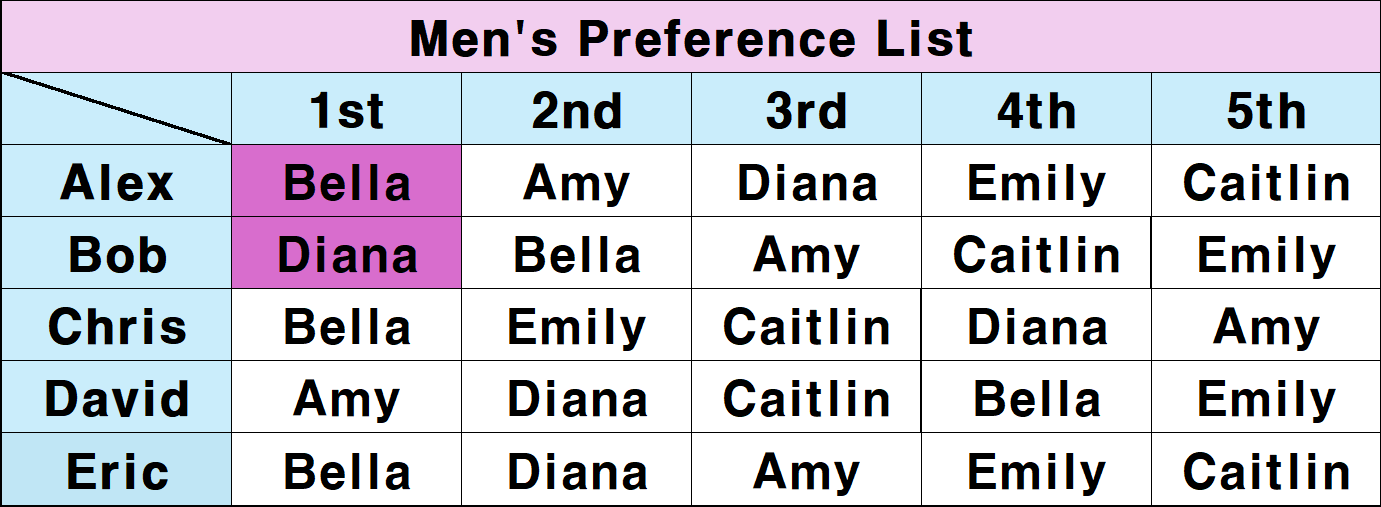 Men's Preference List
1st 2nd 3rd 4th 5th
Alex Bella Amy Diana Emily Caitlin
Bob Diana Bella Amy Caitlin Emily
Chris Bella Emily Caitlin Diana Amy
David Amy Diana Caitlin Bella Emily
Eric Bella Diana Amy Emily Caitlin